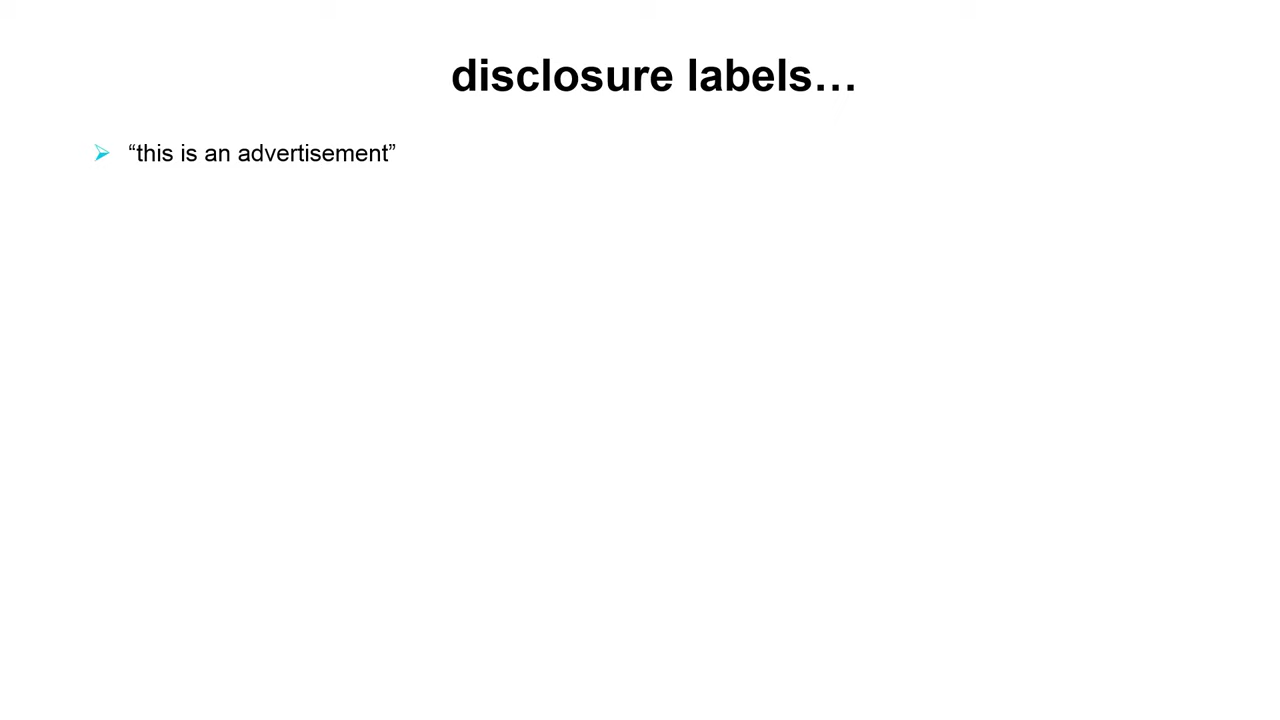 disclosure labels…
“this is an advertisement”